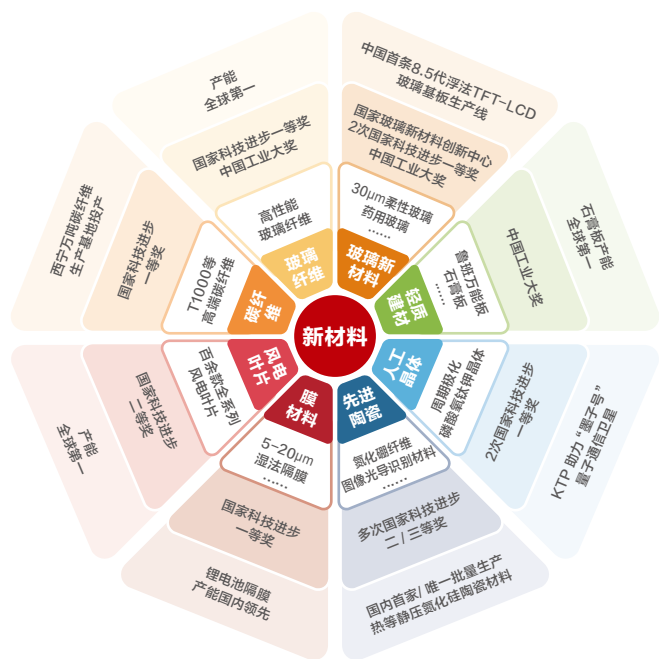 新材料
玻璃新
材料
30μm柔性玻璃
药用玻璃
……
国家玻璃新材料创新中心
2次国家科技进步一等奖
中国工业大奖
中国首条8.5代浮法TFT-LCD
玻璃基板生产线
轻质
建材
鲁班万能板
石膏板
……
中国工业大奖
石膏板产能
全球第一
人工
晶体
周期极化
磷酸氧钛钾晶体
2次国家科技进步
一等奖
KTP 助力“墨子号”
量子通信卫星
先进
陶瓷
氮化硼纤维
图像光导识别材料
……
多次国家科技进步
二 / 三等奖
国内首家/ 唯一批量生产
热等静压氮化硅陶瓷材料
膜
材料
5-20μm
湿法隔膜
……
国家科技进步
一等奖
锂电池隔膜
产能国内领先
风电
叶片
百余款全系列
风电叶片
国家科技进步
二等奖
产能
全球第一
碳纤
维
T1000等
高端碳纤维
国家科技进步
一等奖
西宁万吨碳纤维
生产基地投产
玻璃
纤维
高性能
玻璃纤维
国家科技进步一等奖
中国工业大奖
产能
全球第一